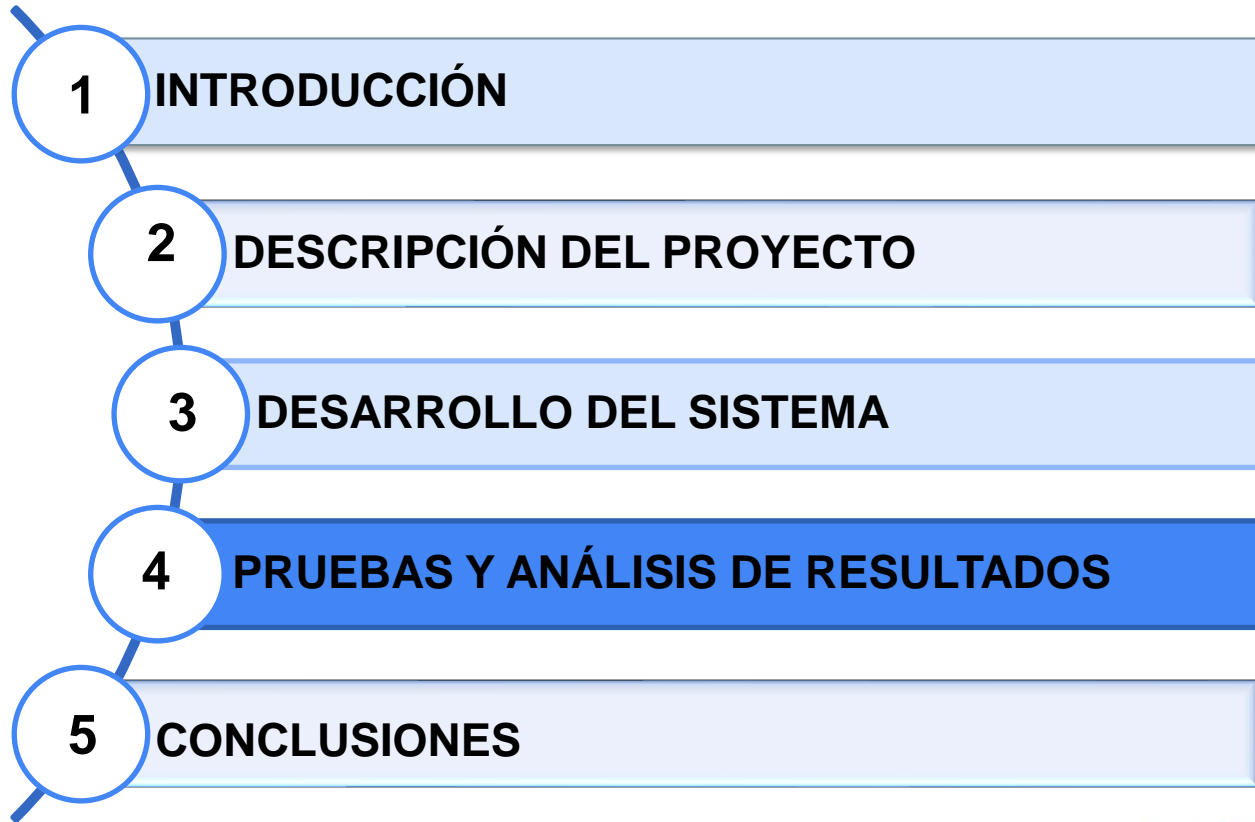 1 INTRODUCCIÓN
2 DESCRIPCIÓN DEL PROYECTO
3 DESARROLLO DEL SISTEMA
4 PRUEBAS Y ANÁLISIS DE RESULTADOS
5 CONCLUSIONES